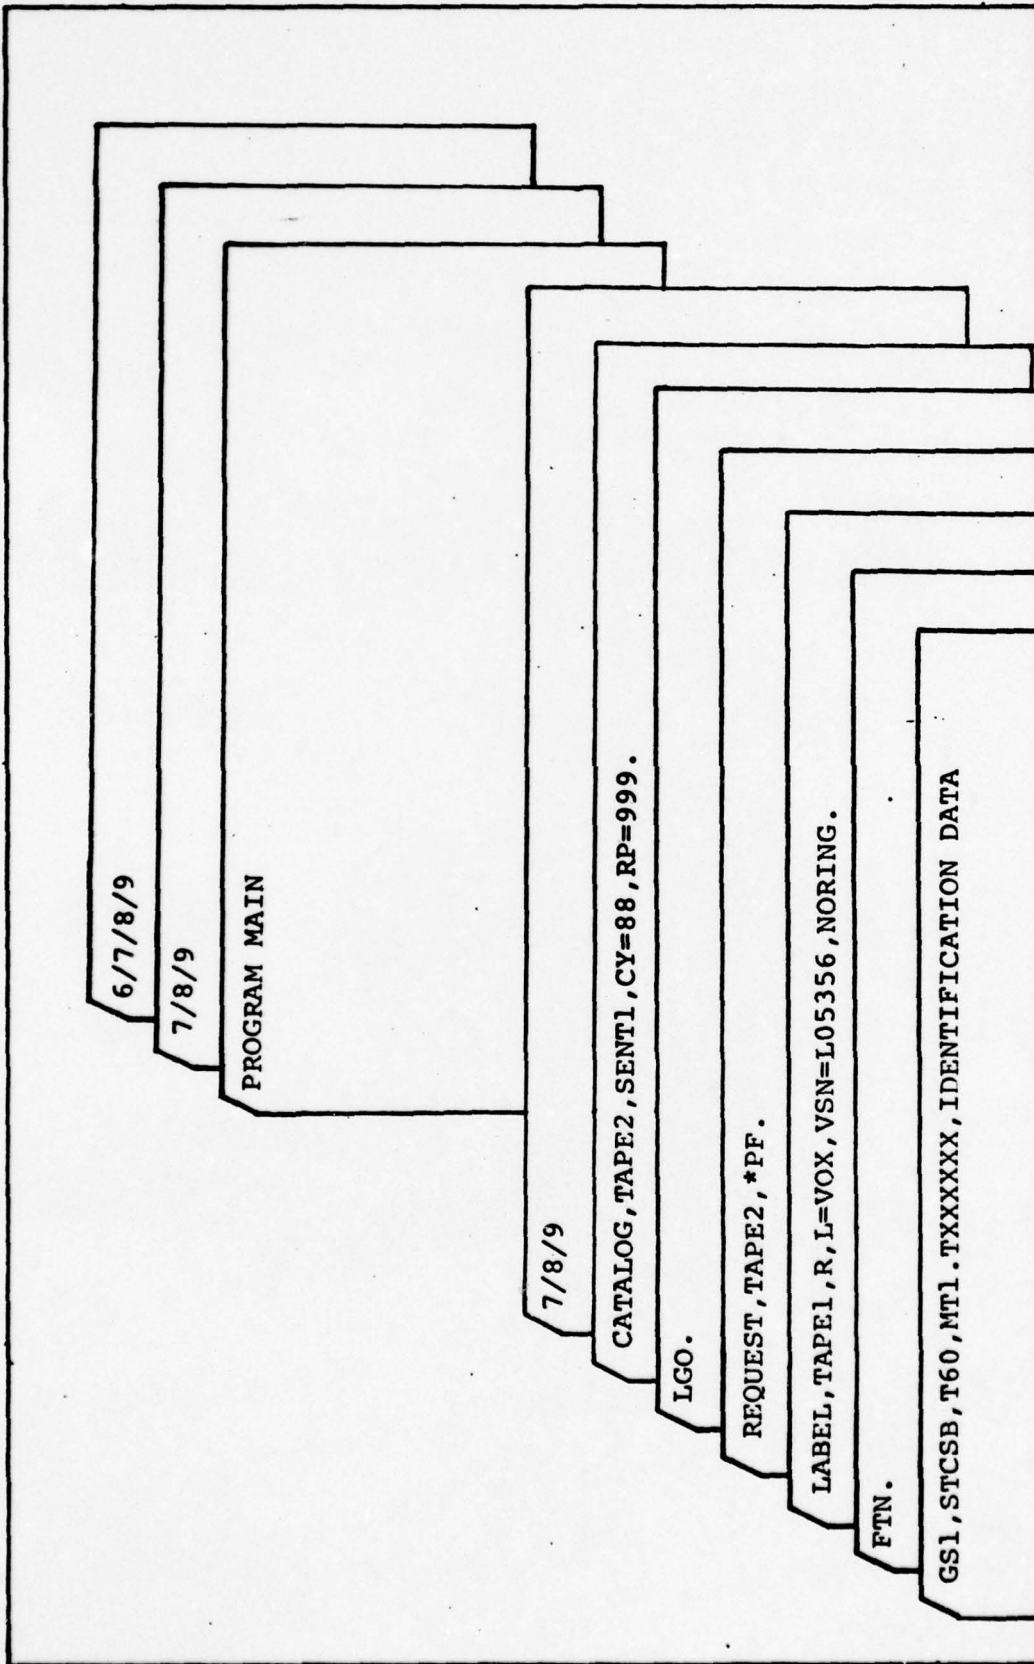 6/7/8/9
7/8/9
PROGRAM MAIN
7/8/9
CATALOG,TAPE2,SENT1,CY=88,RP=999.
LGO.
REQUEST,TAPE2,*PF.
LABEL,TAPE1,R,L=VOX,VSN=L05356,NORING.
FTN.
GS1,STCSB,T60,MT1.TXXXXXX,IDENTIFICATION DATA